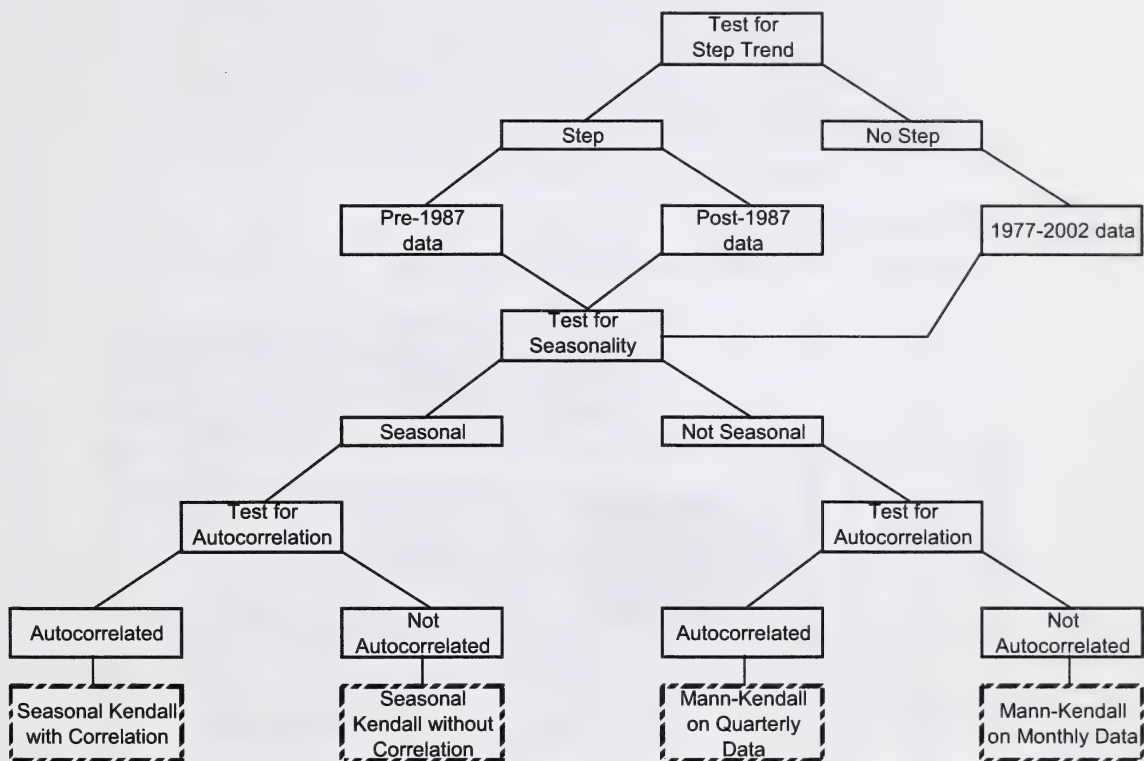 Test for
Step Trend
Step
No Step
Pre-1987
data
Post-1987
data
1977-2002 data
Test for
Seasonality
Seasonal
Not Seasonal
Test for
Autocorrelation
Test for
Autocorrelation
Autocorrelated
Not
Autocorrelated
Autocorrelated
Not
Autocorrelated
Seasonal Kendall
with Correlation
Seasonal
Kendall without
Correlation
Mann-Kendall
on Quarterly
Data
Mann-Kendall
on Monthly Data